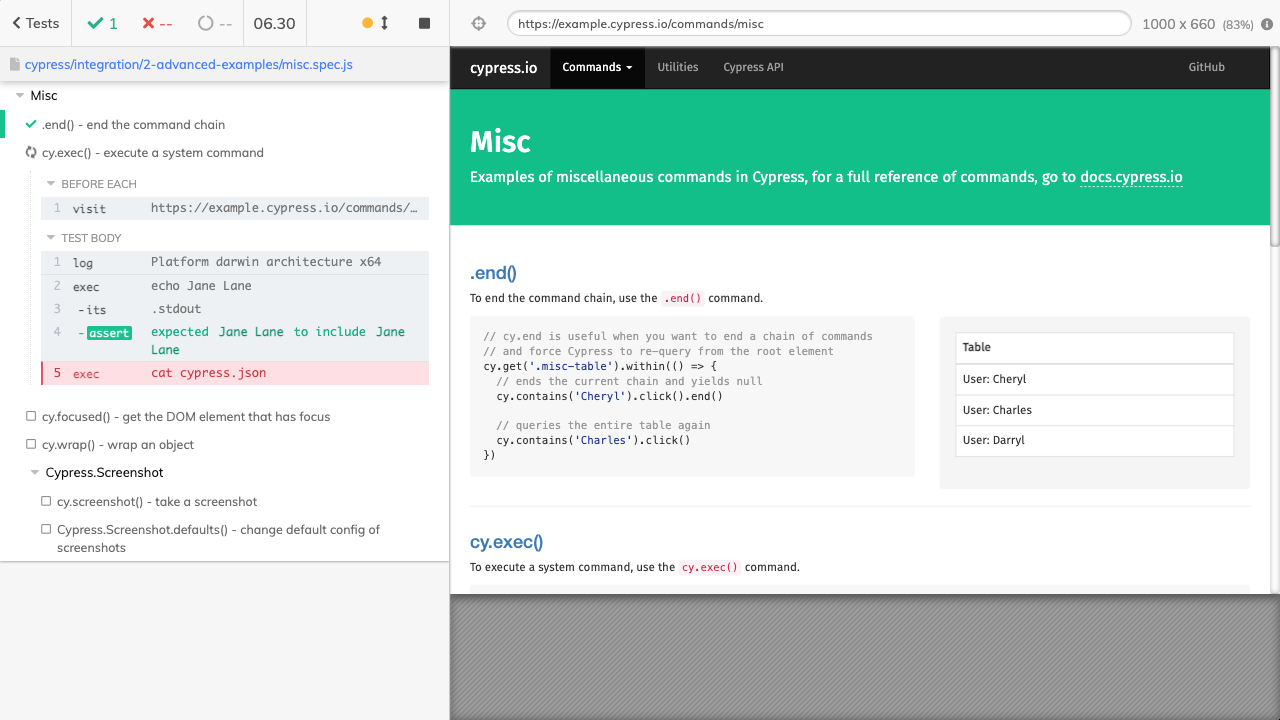 Tests
1
--
--
06.30
https://example.cypress.io/commands/misc
1000 x 660 (83%)
cypress/integration/2-advanced-examples/misc.spec.js
Misc
.end() - end the command chain
cy.exec() - execute a system command
BEFORE EACH
1 visit https://example.cypress.io/commands/…
TEST BODY
1 log Platform darwin architecture x64
2 exec echo Jane Lane
3 -its .stdout
4 -assert expected Jane Lane to include Jane
Lane
5 exec cat cypress.json
cy.focused() - get the DOM element that has focus
cy.wrap() - wrap an object
Cypress.Screenshot
cy.screenshot() - take a screenshot
Cypress.Screenshot.defaults() - change default config of
screenshots
cypress.io Commands Utilities Cypress API GitHub
Misc
Examples of miscellaneous commands in Cypress, for a full reference of commands, go to docs.cypress.io
.end()
To end the command chain, use the .end() command.
// cy.end is useful when you want to end a chain of commands
// and force Cypress to re-query from the root element
cy.get('.misc-table').within(() => {
// ends the current chain and yields null
cy.contains('Cheryl').click().end()
// queries the entire table again
cy.contains('Charles').click()
})
Table
User: Cheryl
User: Charles
User: Darryl
cy.exec()
To execute a system command, use the cy.exec() command.